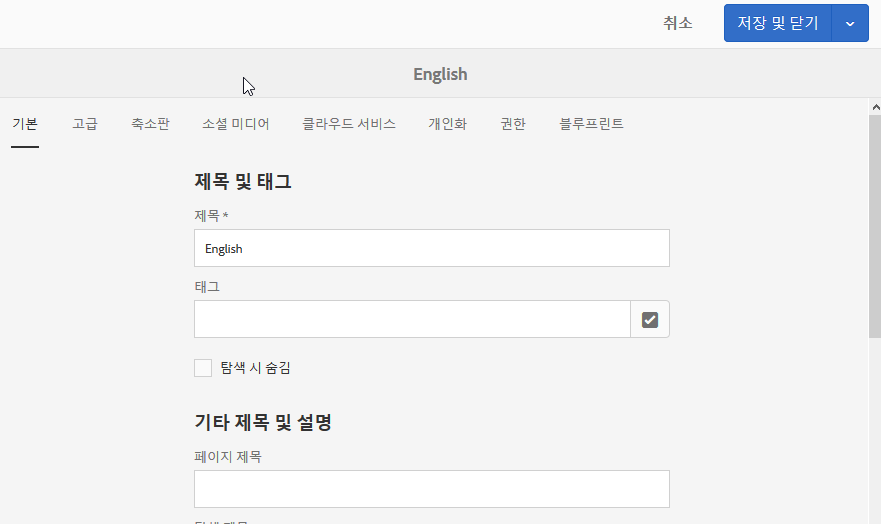 취소 저장 및 닫기
English
기본 고급 축소판 소셜 미디어 클라우드 서비스 개인화 권한 블루프린트
제목 및 태그
제목 *
English
태그
탐색 시 숨김
기타 제목 및 설명
페이지 제목